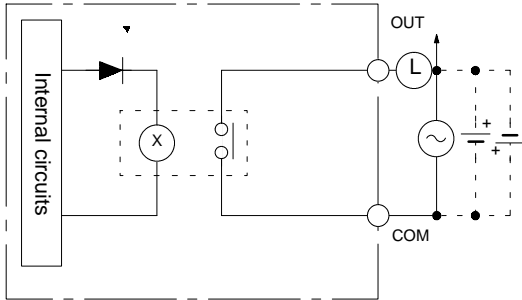 OUT
L
Internal circuits
X
+
+
COM